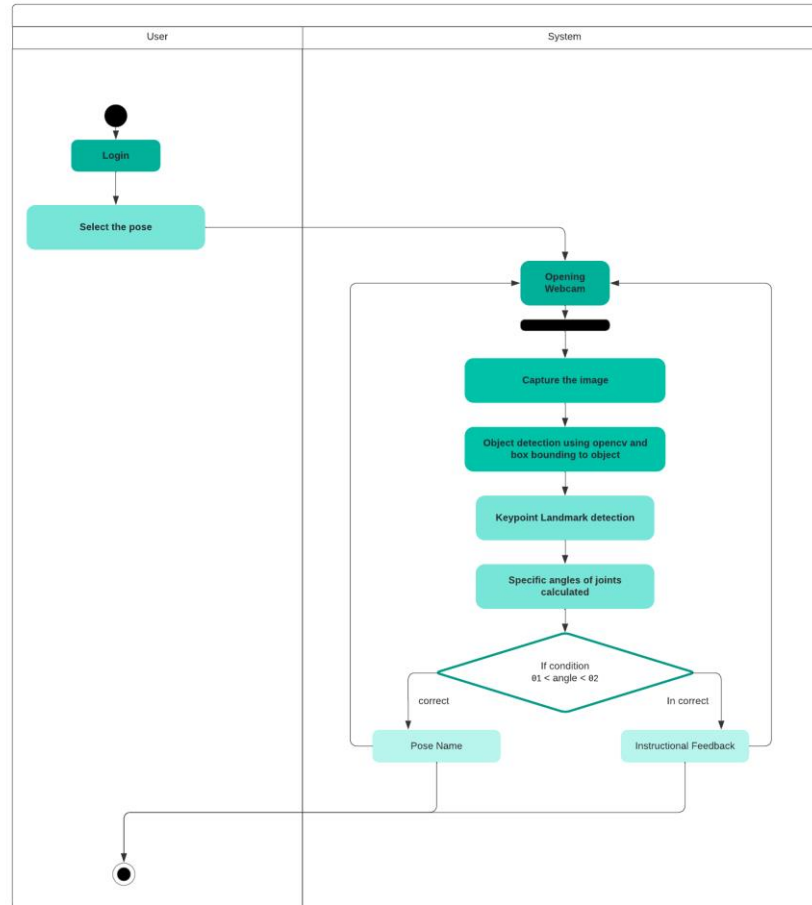 User
System
Login
Select the pose
Opening
Webcam
Capture the image
Object detection using opencv and
box bounding to object
Keypoint Landmark detection
Specific angles of joints
calculated
If condition
θ1 < angle < θ2
correct
In correct
Pose Name
Instructional Feedback